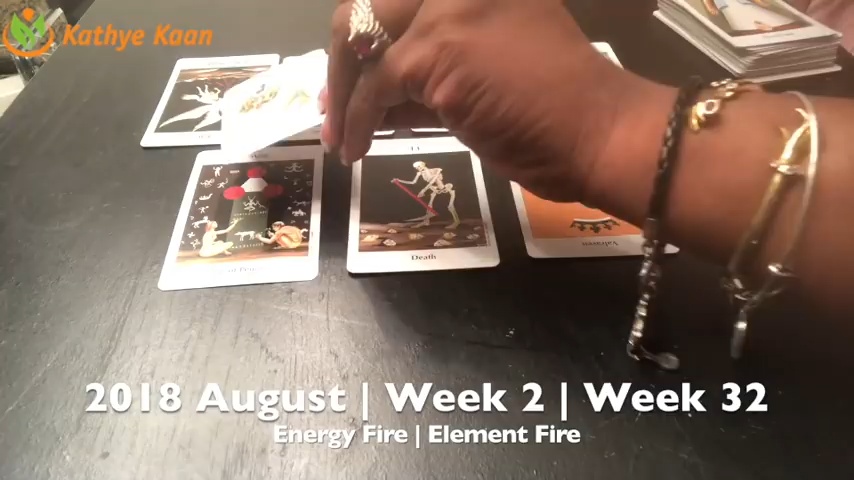 Kathye Kaan
Death
2018 August | Week 2 | Week 32
Energy Fire | Element Fire